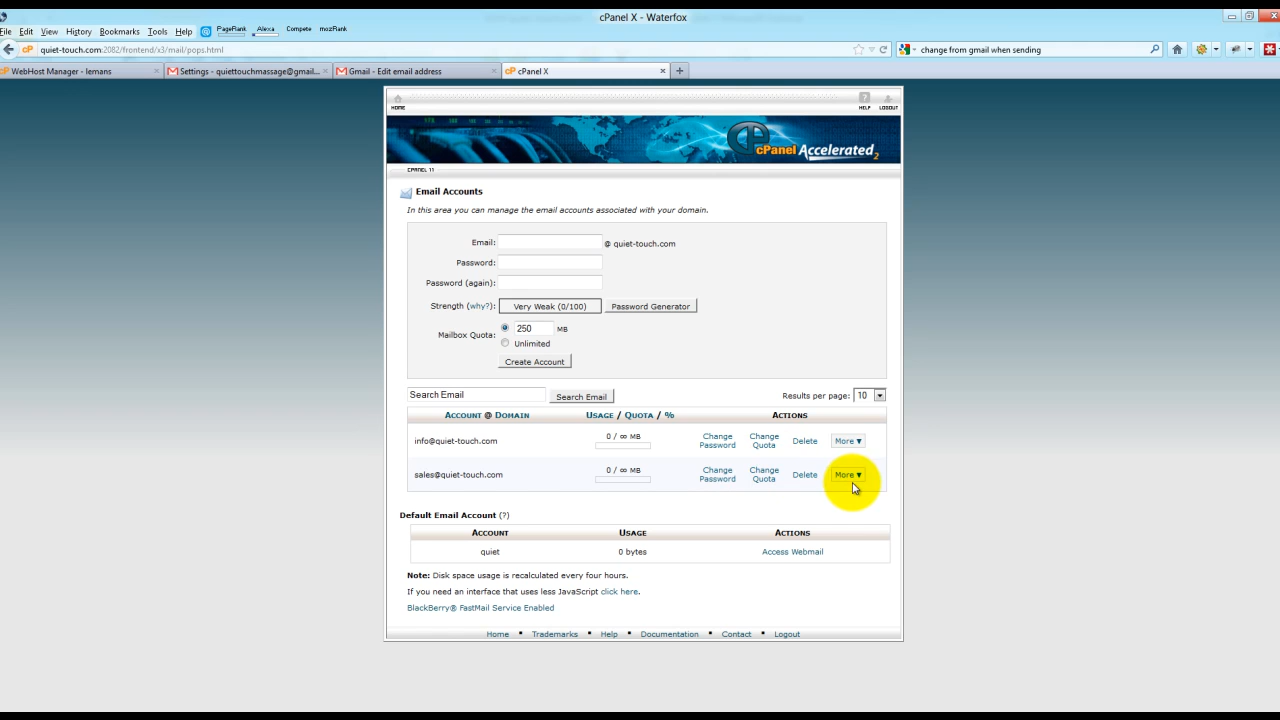 cPanel X - Waterfox
File Edit View History Bookmarks Tools Help PageRank Alexa Compete mozRank
quiet-touch.com:2082/frontend/x3/mail/pops.html change from gmail when sending
WebHost Manager - lemans Settings - quiettouchmassage@gmail... Gmail - Edit email address cPanel X
HOME HELP LOGOUT
cPanel Accelerated2
CPANEL 11
Email Accounts
In this area you can manage the email accounts associated with your domain.
Email: @ quiet-touch.com
Password:
Password (again):
Strength (why?): Very Weak (0/100) Password Generator
Mailbox Quota: 250 MB
Unlimited
Create Account
Search Email Search Email Results per page: 10
ACCOUNT @ DOMAIN USAGE / QUOTA / % ACTIONS
info@quiet-touch.com 0 / ∞ MB Change Password Change Quota Delete More ▼
sales@quiet-touch.com 0 / ∞ MB Change Password Change Quota Delete More ▼
Default Email Account (?)
ACCOUNT USAGE ACTIONS
quiet 0 bytes Access Webmail
Note: Disk space usage is recalculated every four hours.
If you need an interface that uses less JavaScript click here.
BlackBerry® FastMail Service Enabled
Home Trademarks Help Documentation Contact Logout